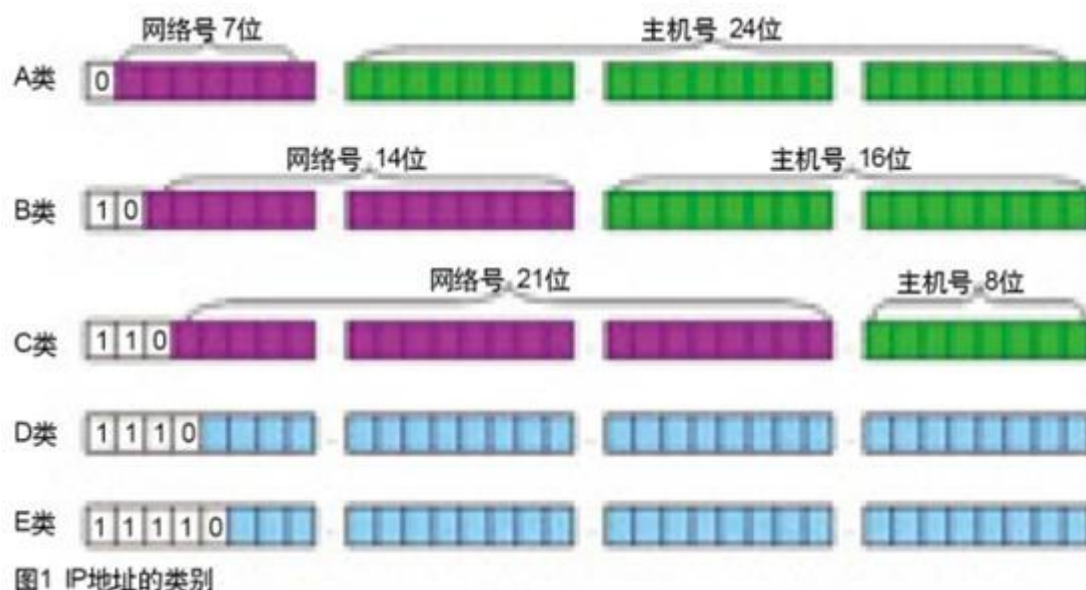 网络号 7位 主机号 24位
A类 0
网络号 14位 主机号 16位
B类 1 0
网络号 21位 主机号 8位
C类 1 1 0
D类 1 1 1 0
E类 1 1 1 1 0
图1 IP地址的类别